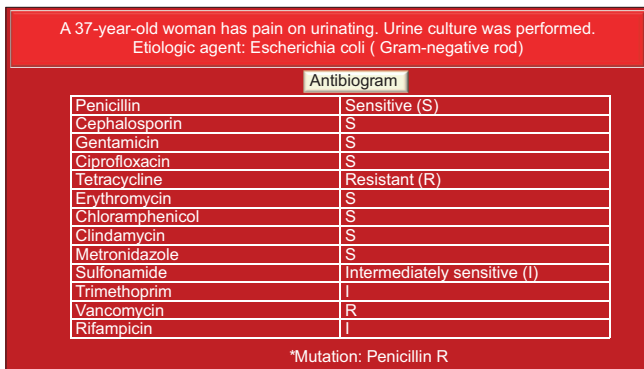 A 37-year-old woman has pain on urinating. Urine culture was performed.
Etiologic agent: Escherichia coli ( Gram-negative rod)
Antibiogram
Penicillin Sensitive (S)
Cephalosporin S
Gentamicin S
Ciprofloxacin S
Tetracycline Resistant (R)
Erythromycin S
Chloramphenicol S
Clindamycin S
Metronidazole S
Sulfonamide Intermediately sensitive (I)
Trimethoprim I
Vancomycin R
Rifampicin I
*Mutation: Penicillin R